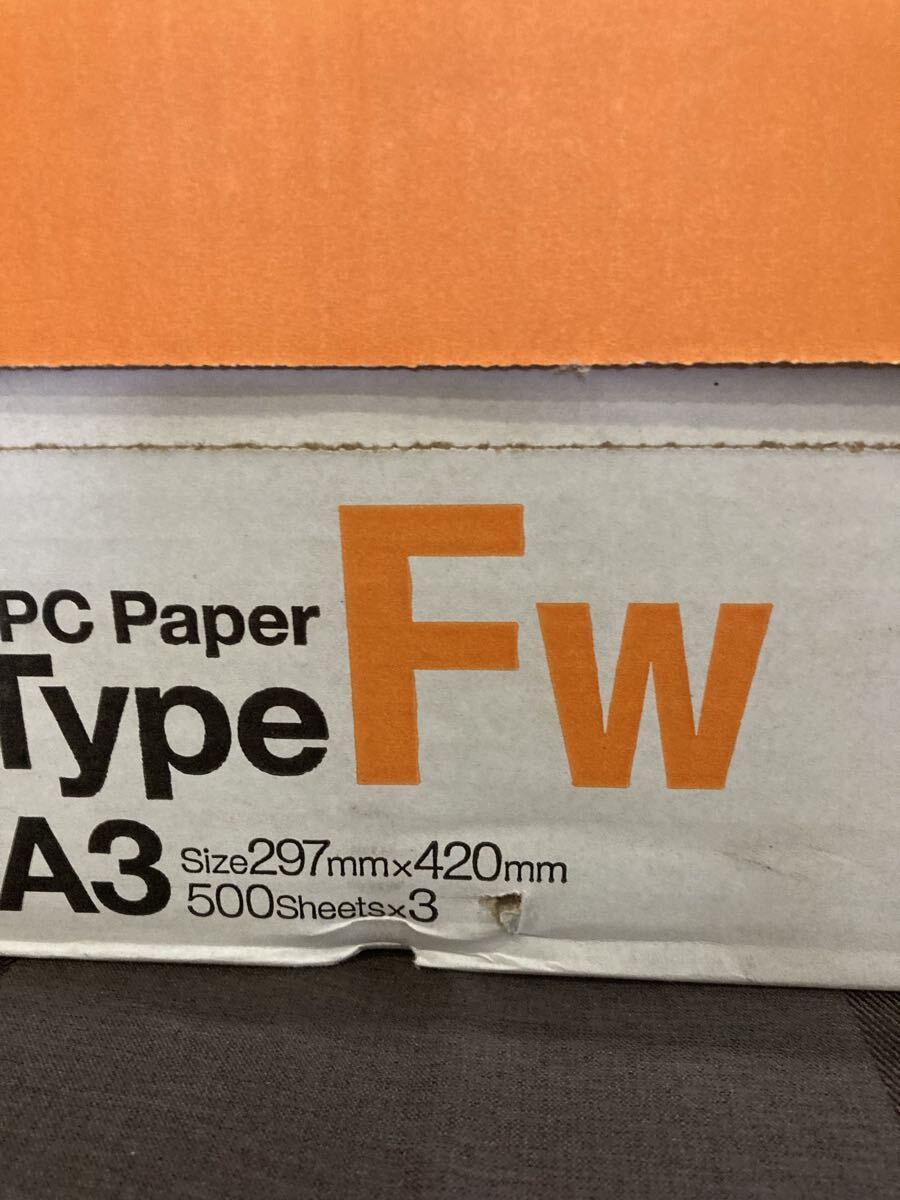 PC Paper
Type Fw
A3 Size297mm×420mm
500Sheets×3